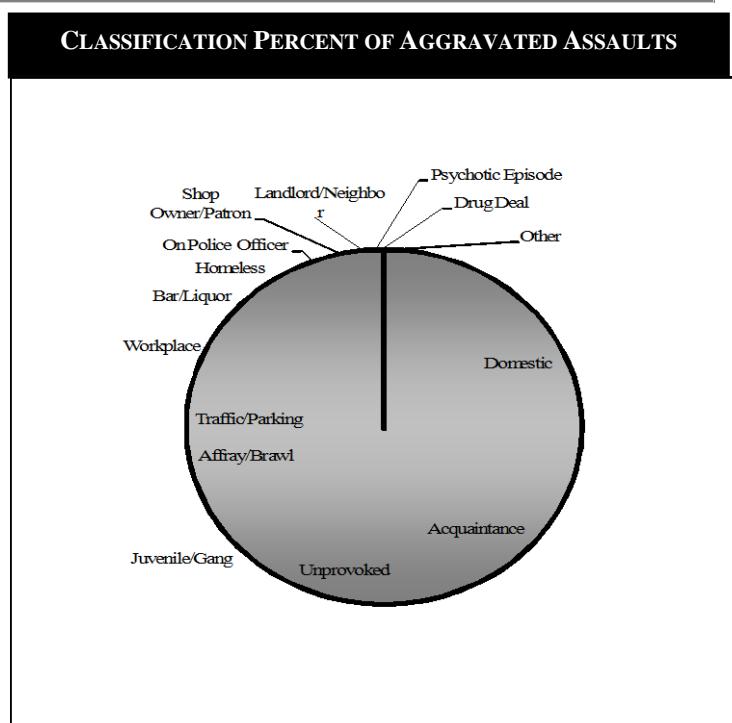 CLASSIFICATION PERCENT OF AGGRAVATED ASSAULTS
Psychotic Episode
Shop
Owner/Patron
Landlord/Neighbo
r
Drug Deal
Other
On Police Officer
Homeless
Bar/Liquor
Workplace
Domestic
Traffic/Parking
Affray/Brawl
Acquaintance
Juvenile/Gang
Unprovoked